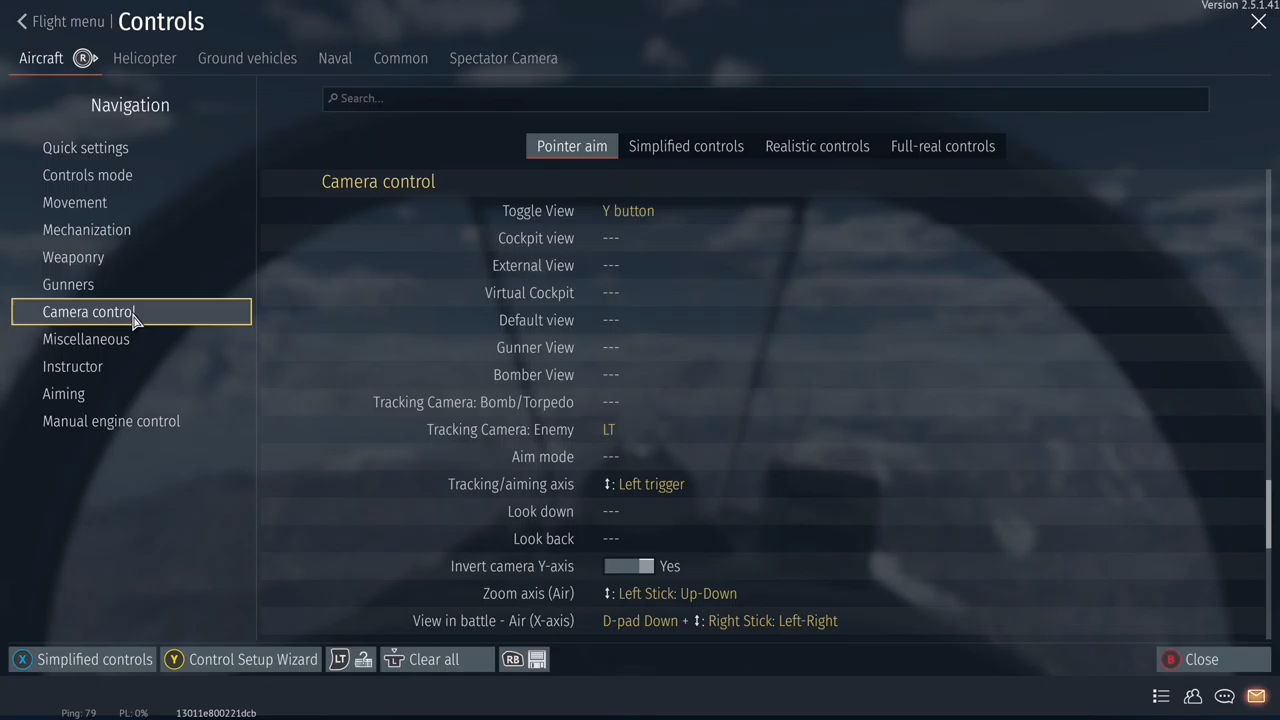 Version 2.5.1.41
Flight menu | Controls
Aircraft R Helicopter Ground vehicles Naval Common Spectator Camera
Navigation
Search...
Quick settings
Controls mode
Movement
Mechanization
Weaponry
Gunners
Camera control
Miscellaneous
Instructor
Aiming
Manual engine control
Pointer aim Simplified controls Realistic controls Full-real controls
Camera control
Toggle View Y button
Cockpit view ---
External View ---
Virtual Cockpit ---
Default view ---
Gunner View ---
Bomber View ---
Tracking Camera: Bomb/Torpedo ---
Tracking Camera: Enemy LT
Aim mode ---
Tracking/aiming axis ↕: Left trigger
Look down ---
Look back ---
Invert camera Y-axis Yes
Zoom axis (Air) ↕: Left Stick: Up-Down
View in battle - Air (X-axis) D-pad Down + ↕: Right Stick: Left-Right
X Simplified controls Y Control Setup Wizard LT L Clear all RB B Close
Ping: 79 PL: 0% 13011e800221dcb